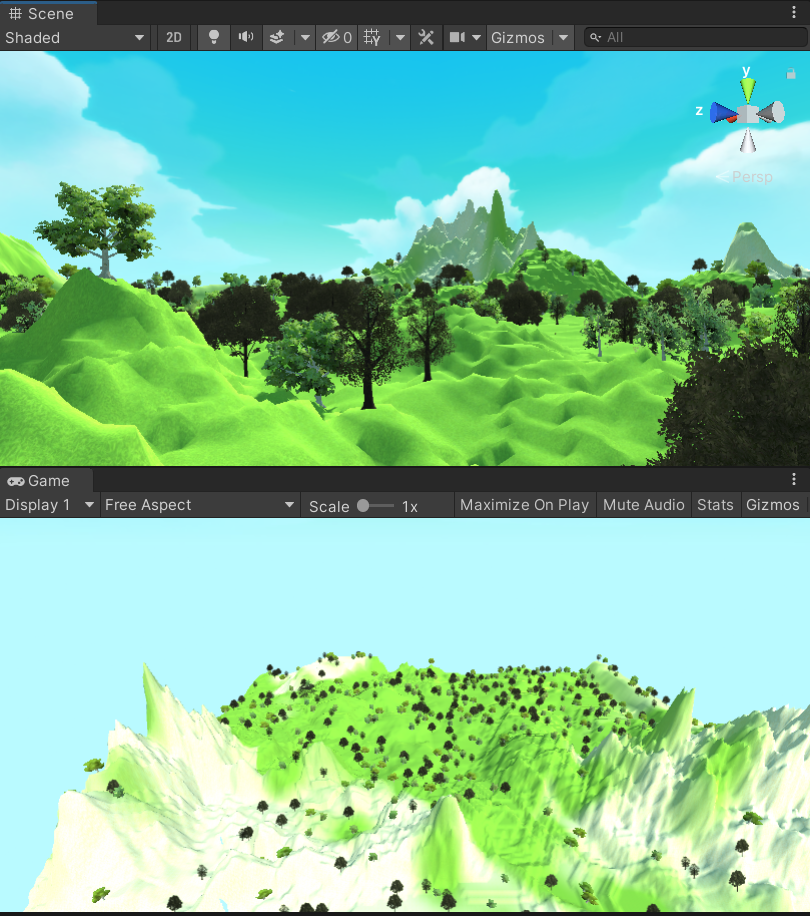 Scene
Shaded 2D 0 Gizmos All
y
z
Persp
Game
Display 1 Free Aspect Scale 1x Maximize On Play Mute Audio Stats Gizmos